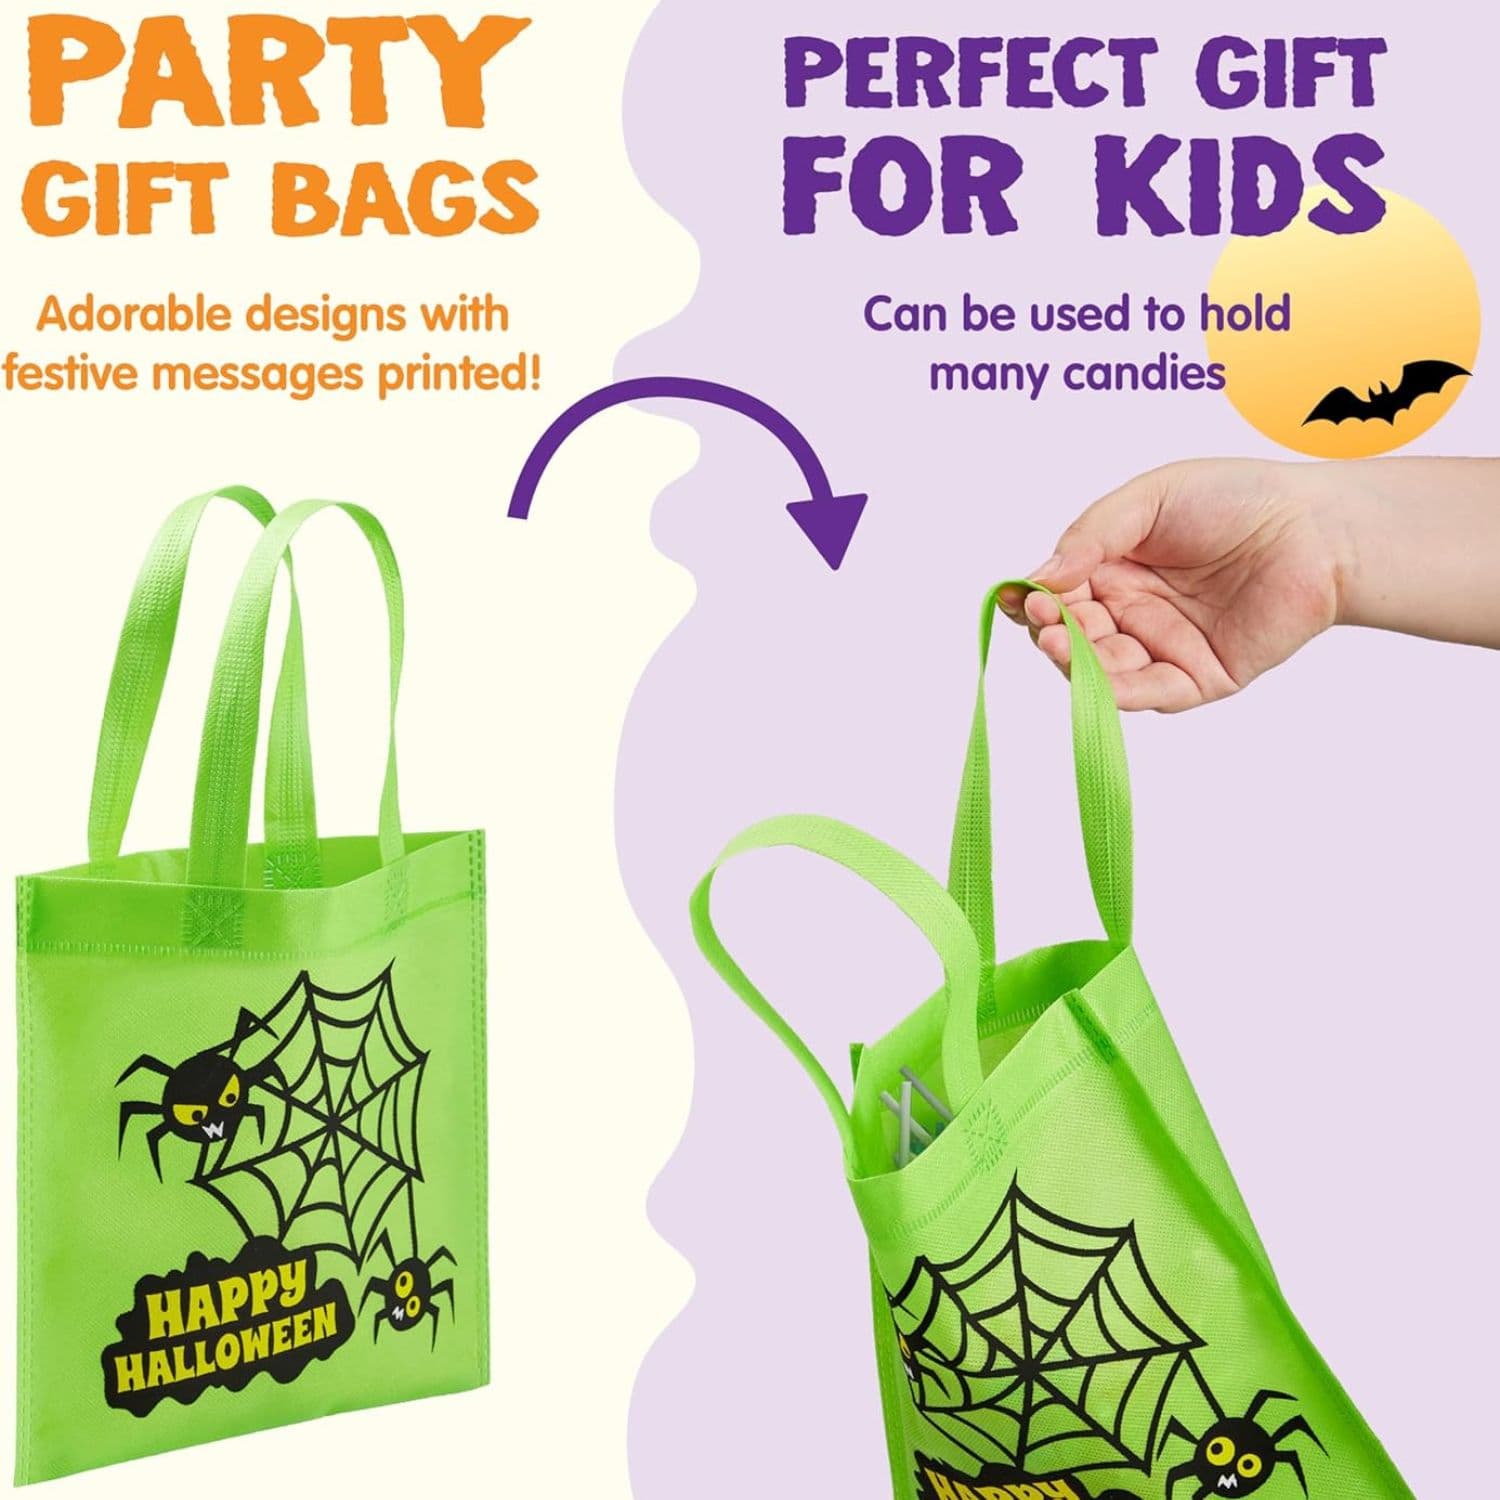 PARTY
GIFT BAGS
Adorable designs with
festive messages printed!
PERFECT GIFT
FOR KIDS
Can be used to hold
many candies
HAPPY
HALLOWEEN
HAPPY